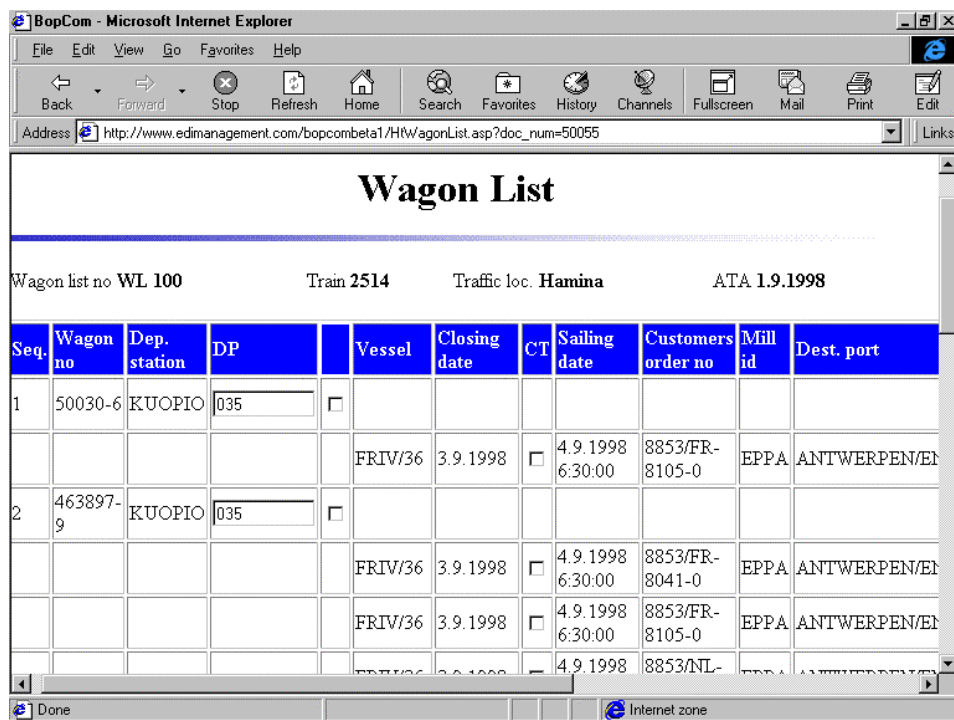 BopCom - Microsoft Internet Explorer
File Edit View Go Favorites Help
Back Forward Stop Refresh Home Search Favorites History Channels Fullscreen Mail Print Edit
Address http://www.edimanagement.com/bopcombeta1/HtWagonList.asp?doc_num=50055 Links
Wagon List
Wagon list no WL 100 Train 2514 Traffic loc. Hamina ATA 1.9.1998
Seq. Wagon no Dep. station DP Vessel Closing date CT Sailing date Customers order no Mill id Dest. port
1 50030-6 KUOPIO 035
FRIV/36 3.9.1998 4.9.1998 6:30:00 8853/FR-8105-0 EPPA ANTWERPEN/
2 463897-9 KUOPIO 035
FRIV/36 3.9.1998 4.9.1998 6:30:00 8853/FR-8041-0 EPPA ANTWERPEN/
FRIV/36 3.9.1998 4.9.1998 6:30:00 8853/FR-8105-0 EPPA ANTWERPEN/
4.9.1998 8853/NL-
Done Internet zone